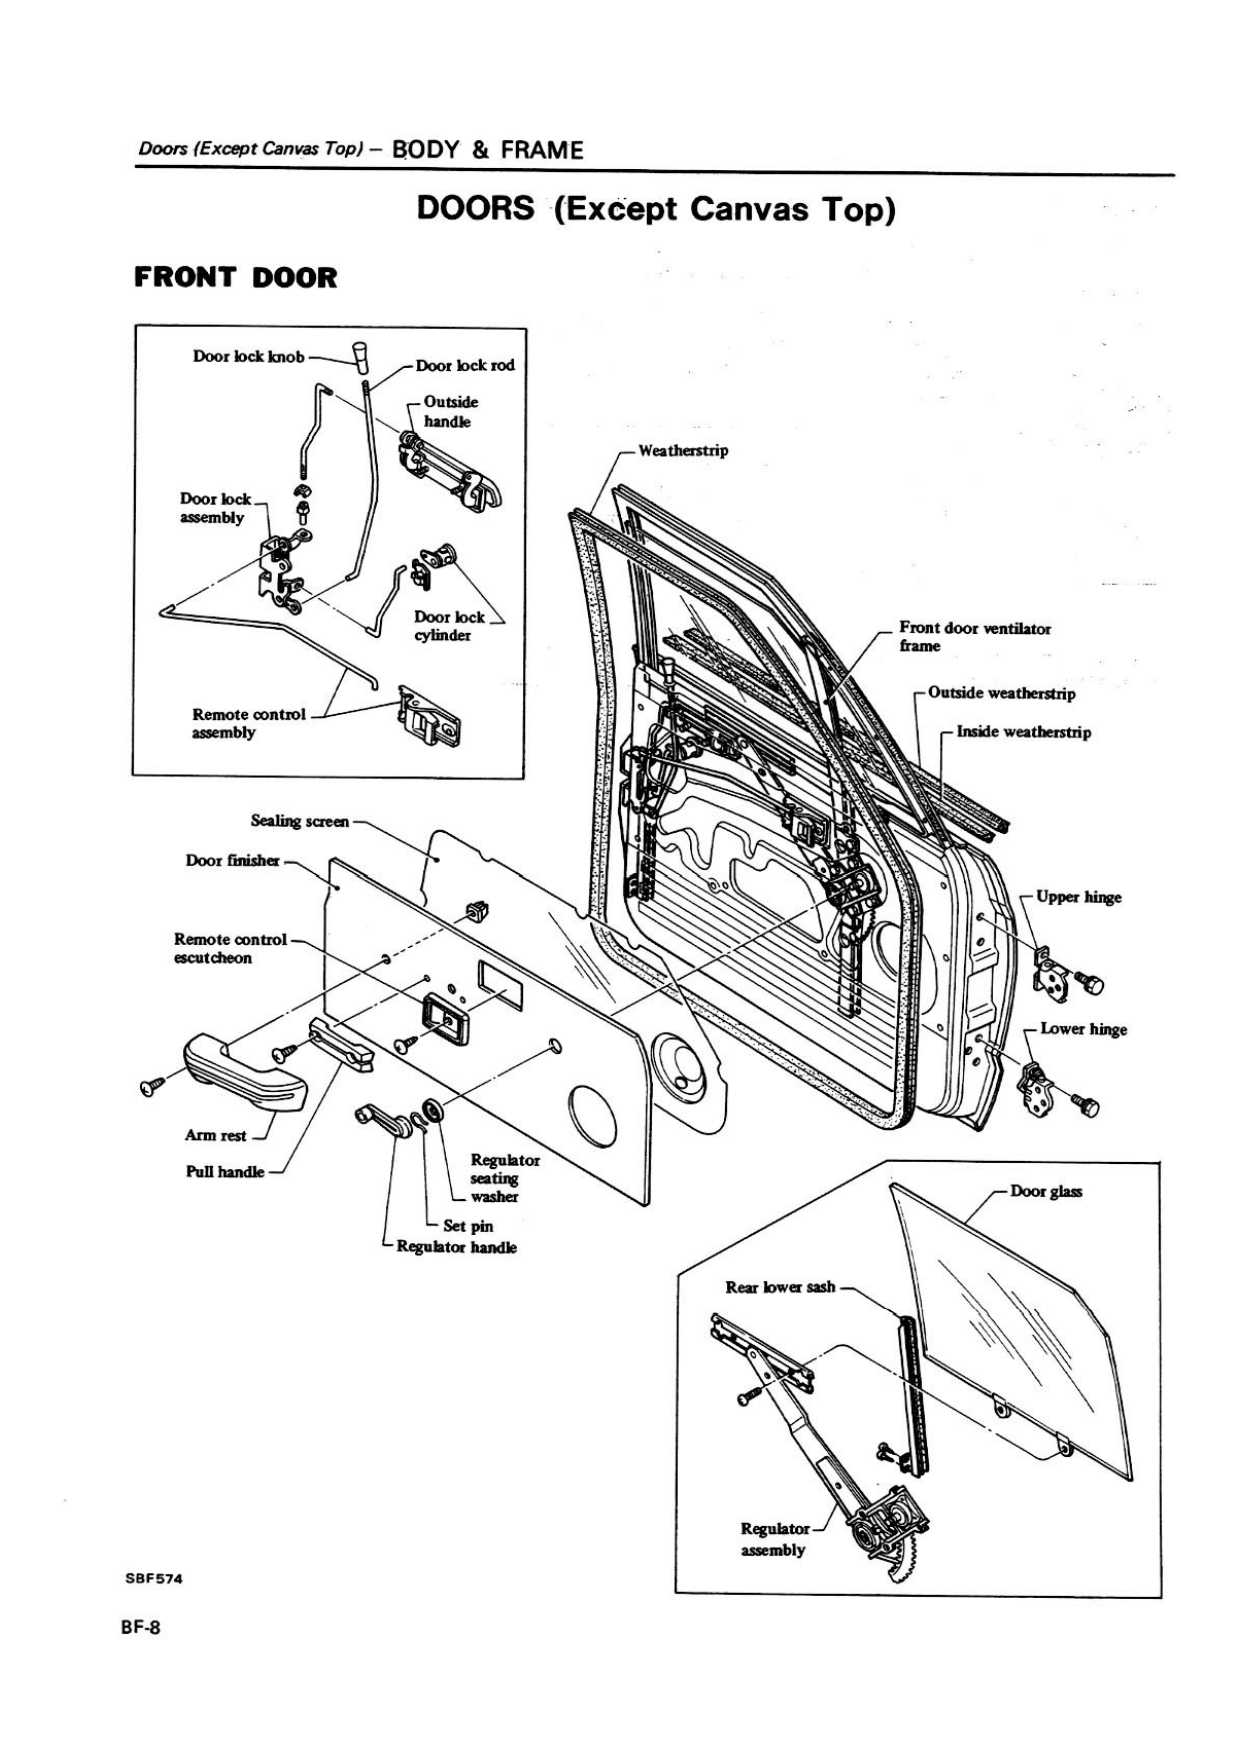 Doors (Except Canvas Top) – BODY & FRAME
DOORS (Except Canvas Top)
FRONT DOOR
Door lock knob
Door lock rod
Outside
handle
Door lock
assembly
Door lock
cylinder
Remote control
assembly
Weatherstrip
Front door ventilator
frame
Outside weatherstrip
Inside weatherstrip
Sealing screen
Door finisher
Remote control
escutcheon
Upper hinge
Lower hinge
Arm rest
Pull handle
Regulator
seating
washer
Set pin
Regulator handle
Door glass
Rear lower sash
Regulator
assembly
SBF574
BF-8